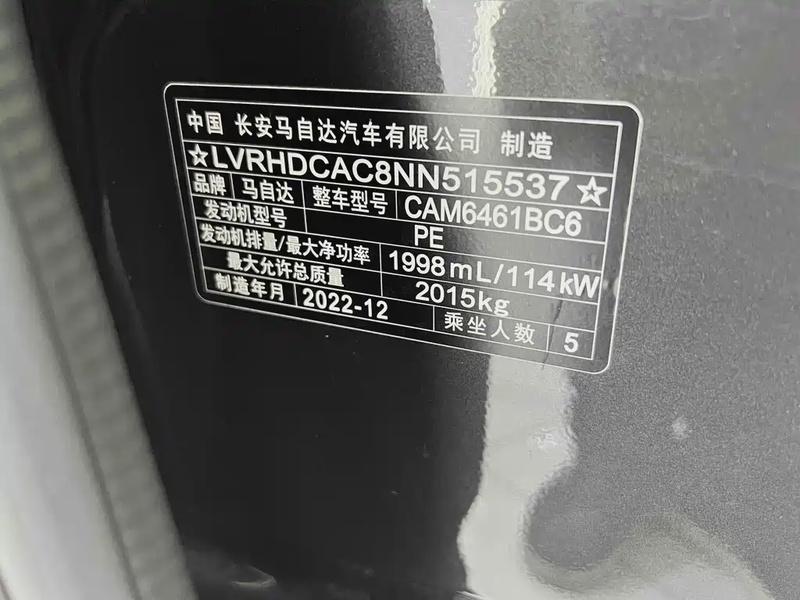 中国 长安马自达汽车有限公司 制造
☆LVRHDCAC8NN515537☆
品牌 马自达 整车型号 CAM6461BC6
发动机型号 PE
发动机排量/最大净功率 1998mL/114kW
最大允许总质量 2015kg
制造年月 2022-12 乘坐人数 5